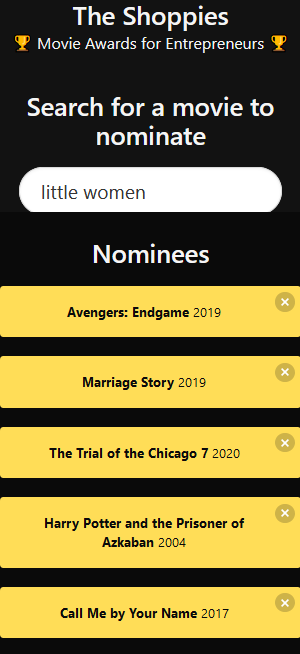 The Shoppies
🏆 Movie Awards for Entrepreneurs 🏆
Search for a movie to
nominate
little women
Nominees
Avengers: Endgame 2019
Marriage Story 2019
The Trial of the Chicago 7 2020
Harry Potter and the Prisoner of
Azkaban 2004
Call Me by Your Name 2017